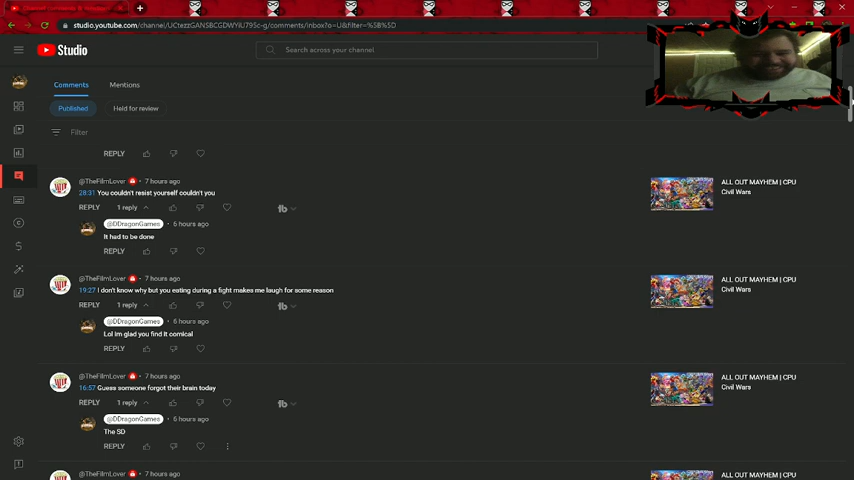 studio.youtube.com/channel/UCtezzGANSBCGDWYiU795c-g/comments/inbox?o=U&filter=%5B%5D
Studio
Search across your channel
Comments
Mentions
Published
Held for review
Filter
REPLY
@TheFilmLover • 7 hours ago
28:31 You couldn't resist yourself couldn't you
REPLY 1 reply
ALL OUT MAYHEM | CPU
Civil Wars
@DDragonGames • 6 hours ago
It had to be done
REPLY
@TheFilmLover • 7 hours ago
19:27 I don't know why but you eating during a fight makes me laugh for some reason
REPLY 1 reply
ALL OUT MAYHEM | CPU
Civil Wars
@DDragonGames • 6 hours ago
Lol im glad you find it comical
REPLY
@TheFilmLover • 7 hours ago
16:57 Guess someone forgot their brain today
REPLY 1 reply
ALL OUT MAYHEM | CPU
Civil Wars
@DDragonGames • 6 hours ago
The SD
REPLY
@TheFilmLover • 7 hours ago
ALL OUT MAYHEM | CPU